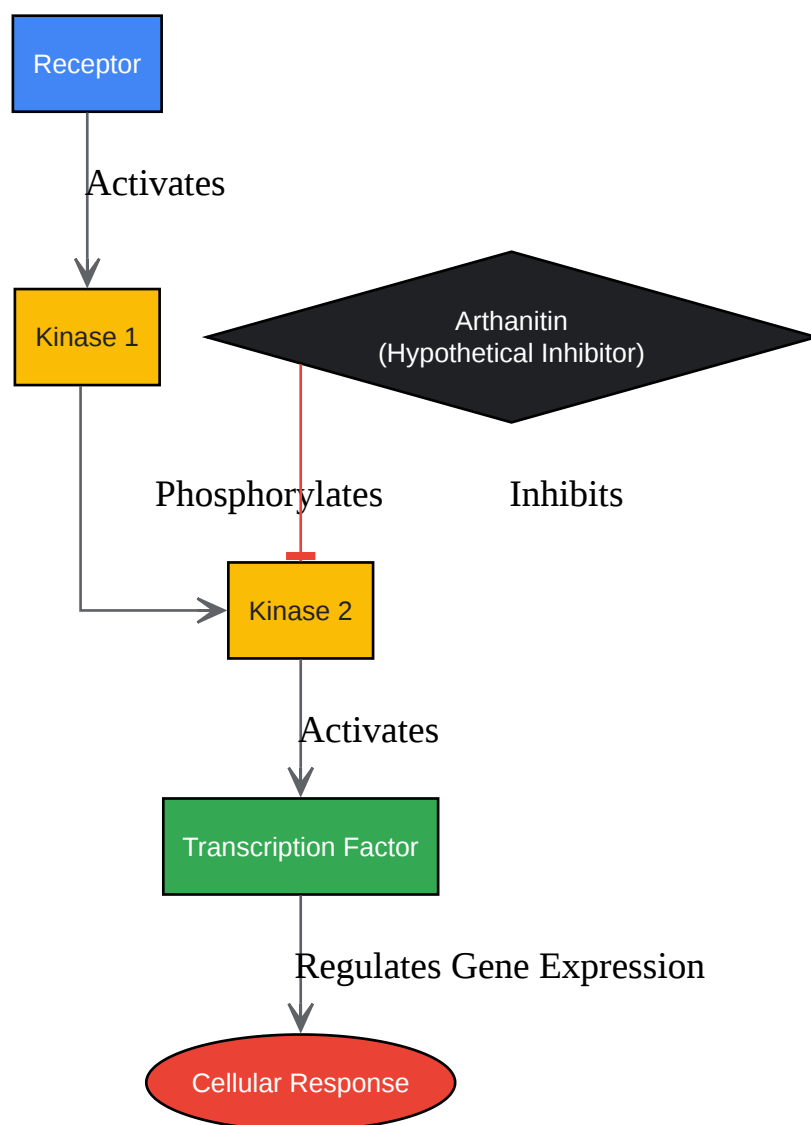 Receptor
Activates
Kinase 1
Arthanitin
(Hypothetical Inhibitor)
Phosphorylates
Inhibits
Kinase 2
Activates
Transcription Factor
Regulates Gene Expression
Cellular Response